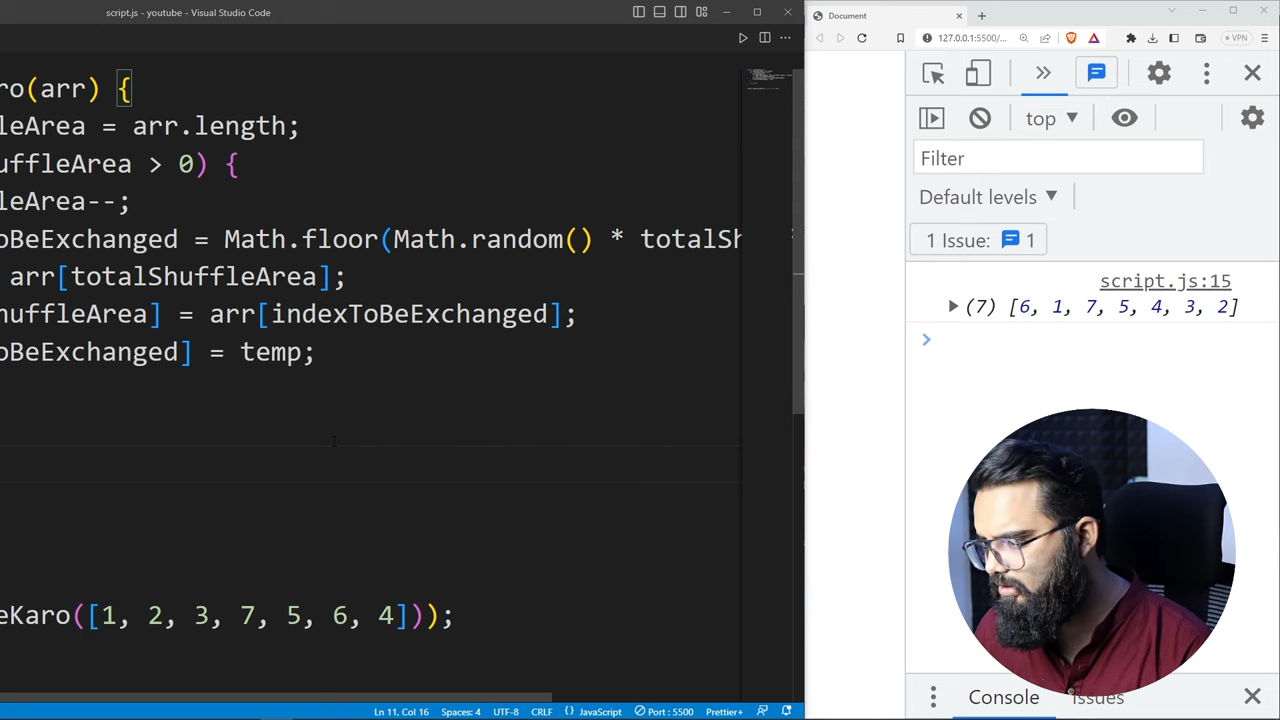 script.js - youtube - Visual Studio Code
ro(arr) {
leArea = arr.length;
uffleArea > 0) {
leArea--;
oBeExchanged = Math.floor(Math.random() * totalSh
arr[totalShuffleArea];
huffleArea] = arr[indexToBeExchanged];
oBeExchanged] = temp;
eKaro([1, 2, 3, 7, 5, 6, 4]));
Ln 11, Col 16 Spaces: 4 UTF-8 CRLF {} JavaScript Port : 5500 Prettier+
Document
127.0.0.1:5500/...
VPN
top
Filter
Default levels
1 Issue: 1
script.js:15
(7) [6, 1, 7, 5, 4, 3, 2]
Console Issues